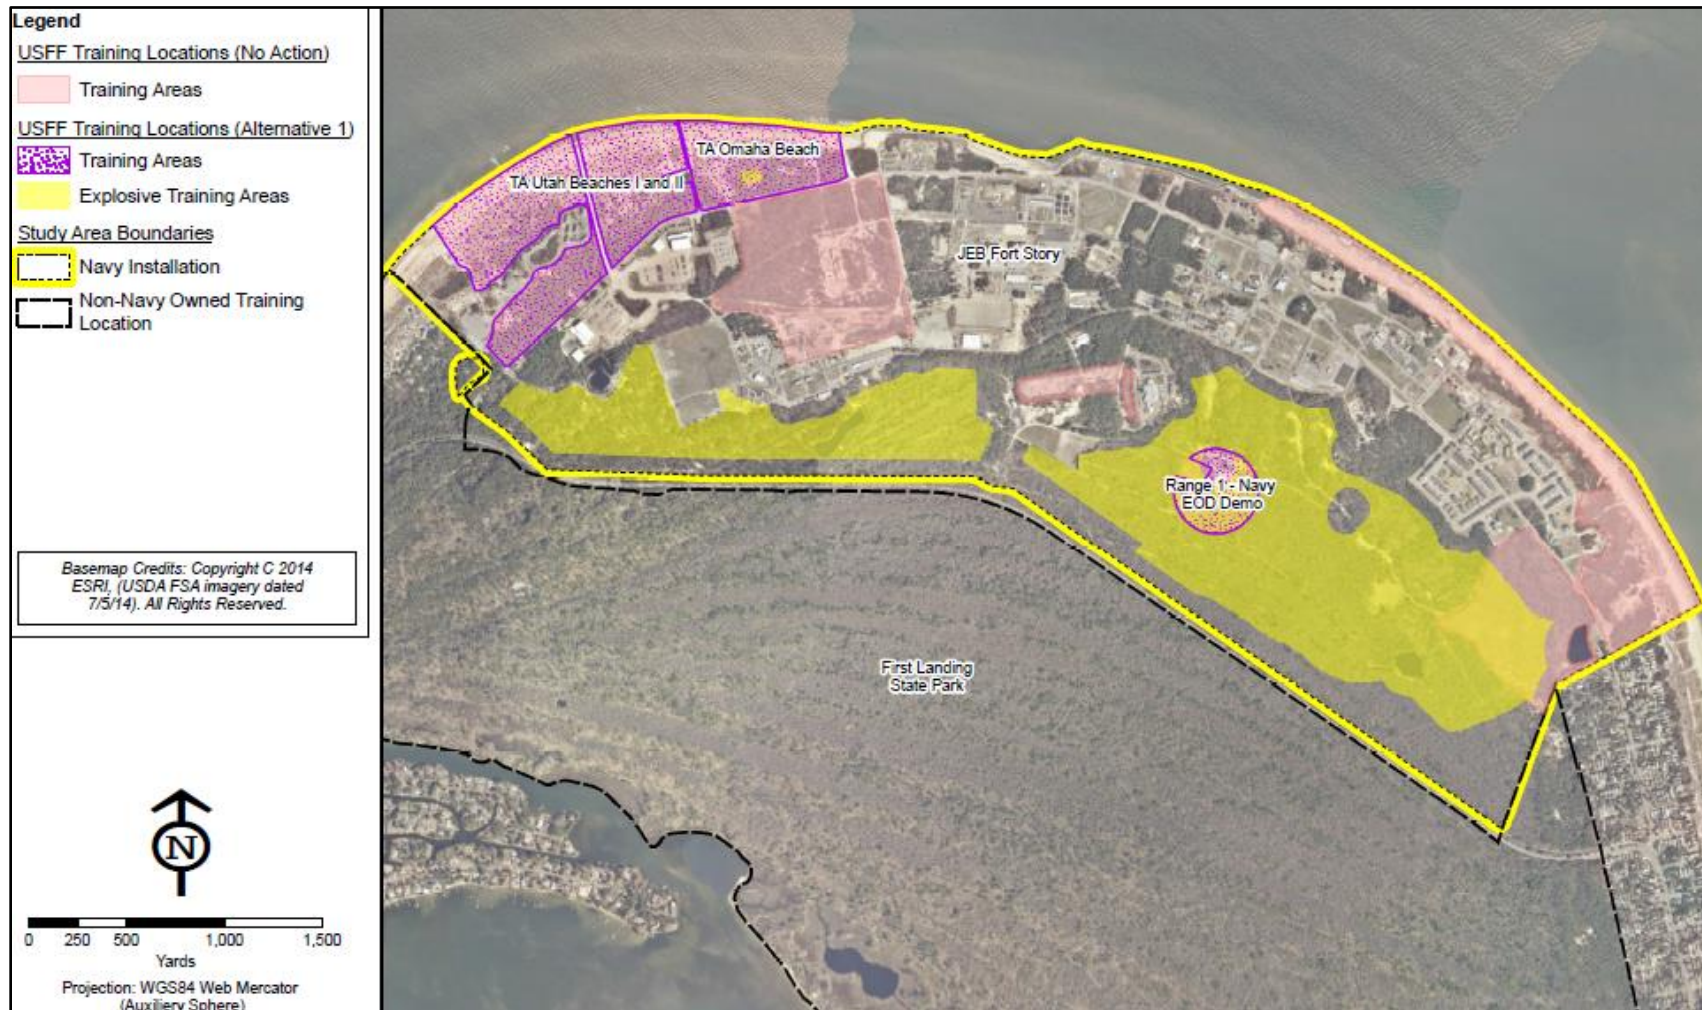 Legend
USFF Training Locations (No Action)
Training Areas
USFF Training Locations (Alternative 1)
Training Areas
Explosive Training Areas
Study Area Boundaries
Navy Installation
Non-Navy Owned Training
Location
Basemap Credits: Copyright C 2014
ESRI, (USDA FSA imagery dated
7/5/14). All Rights Reserved.
N
0 250 500 1,000 1,500
Yards
Projection: WGS84 Web Mercator
(Auxiliery Sphere)
TA Omaha Beach
TA Utah Beaches I and II
JEB Fort Story
Range 1 - Navy
EOD Demo
First Landing
State Park